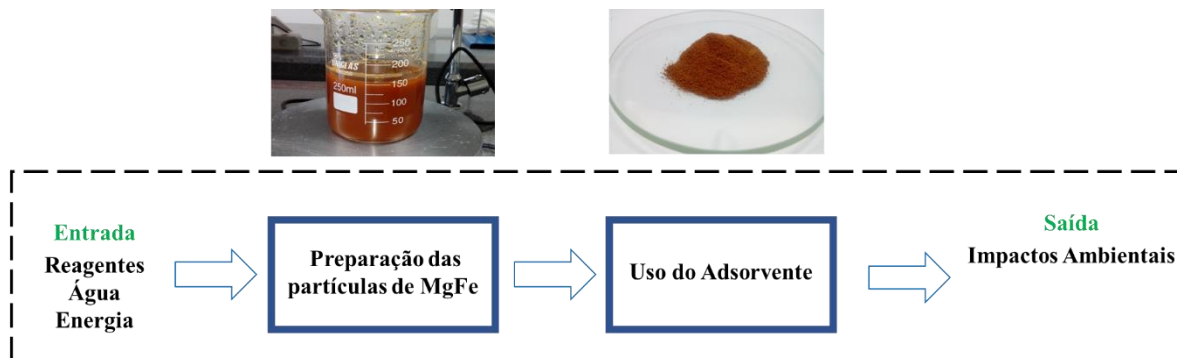 250
200
250ml
150
100
50
Entrada
Reagentes
Água
Energia
Preparação das
partículas de MgFe
Uso do Adsorvente
Saída
Impactos Ambientais